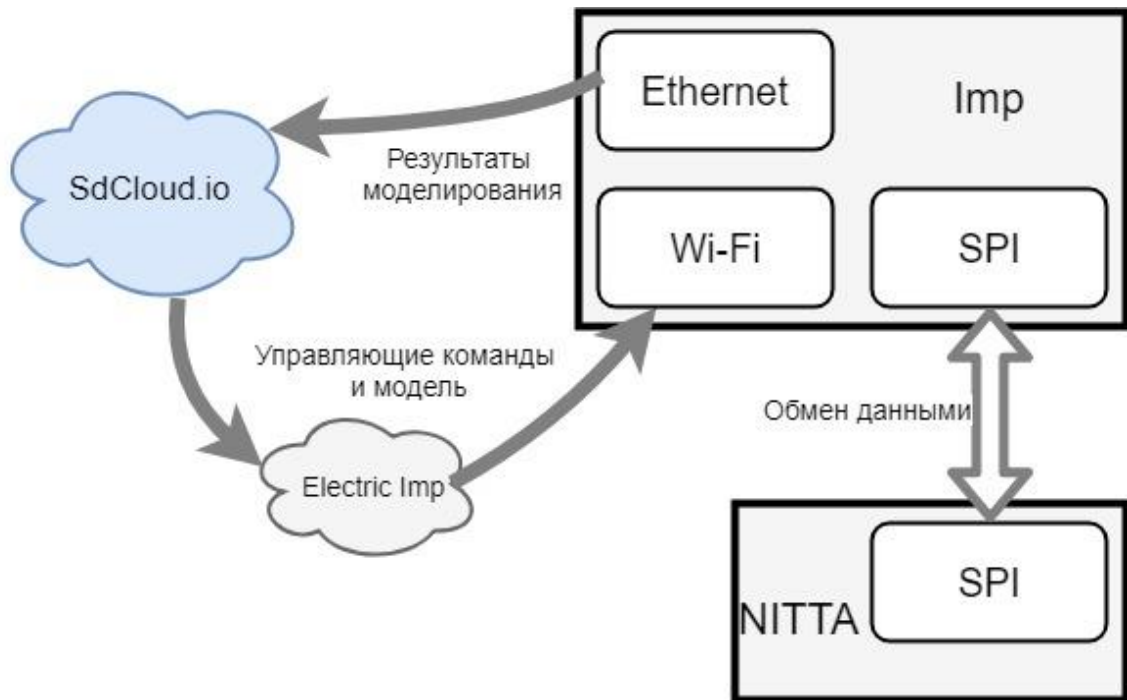 Ethernet
Imp
Результаты
моделирования
SdCloud.io
Wi-Fi
SPI
Управляющие команды
и модель
Обмен данными
Electric Imp
SPI
NITTA